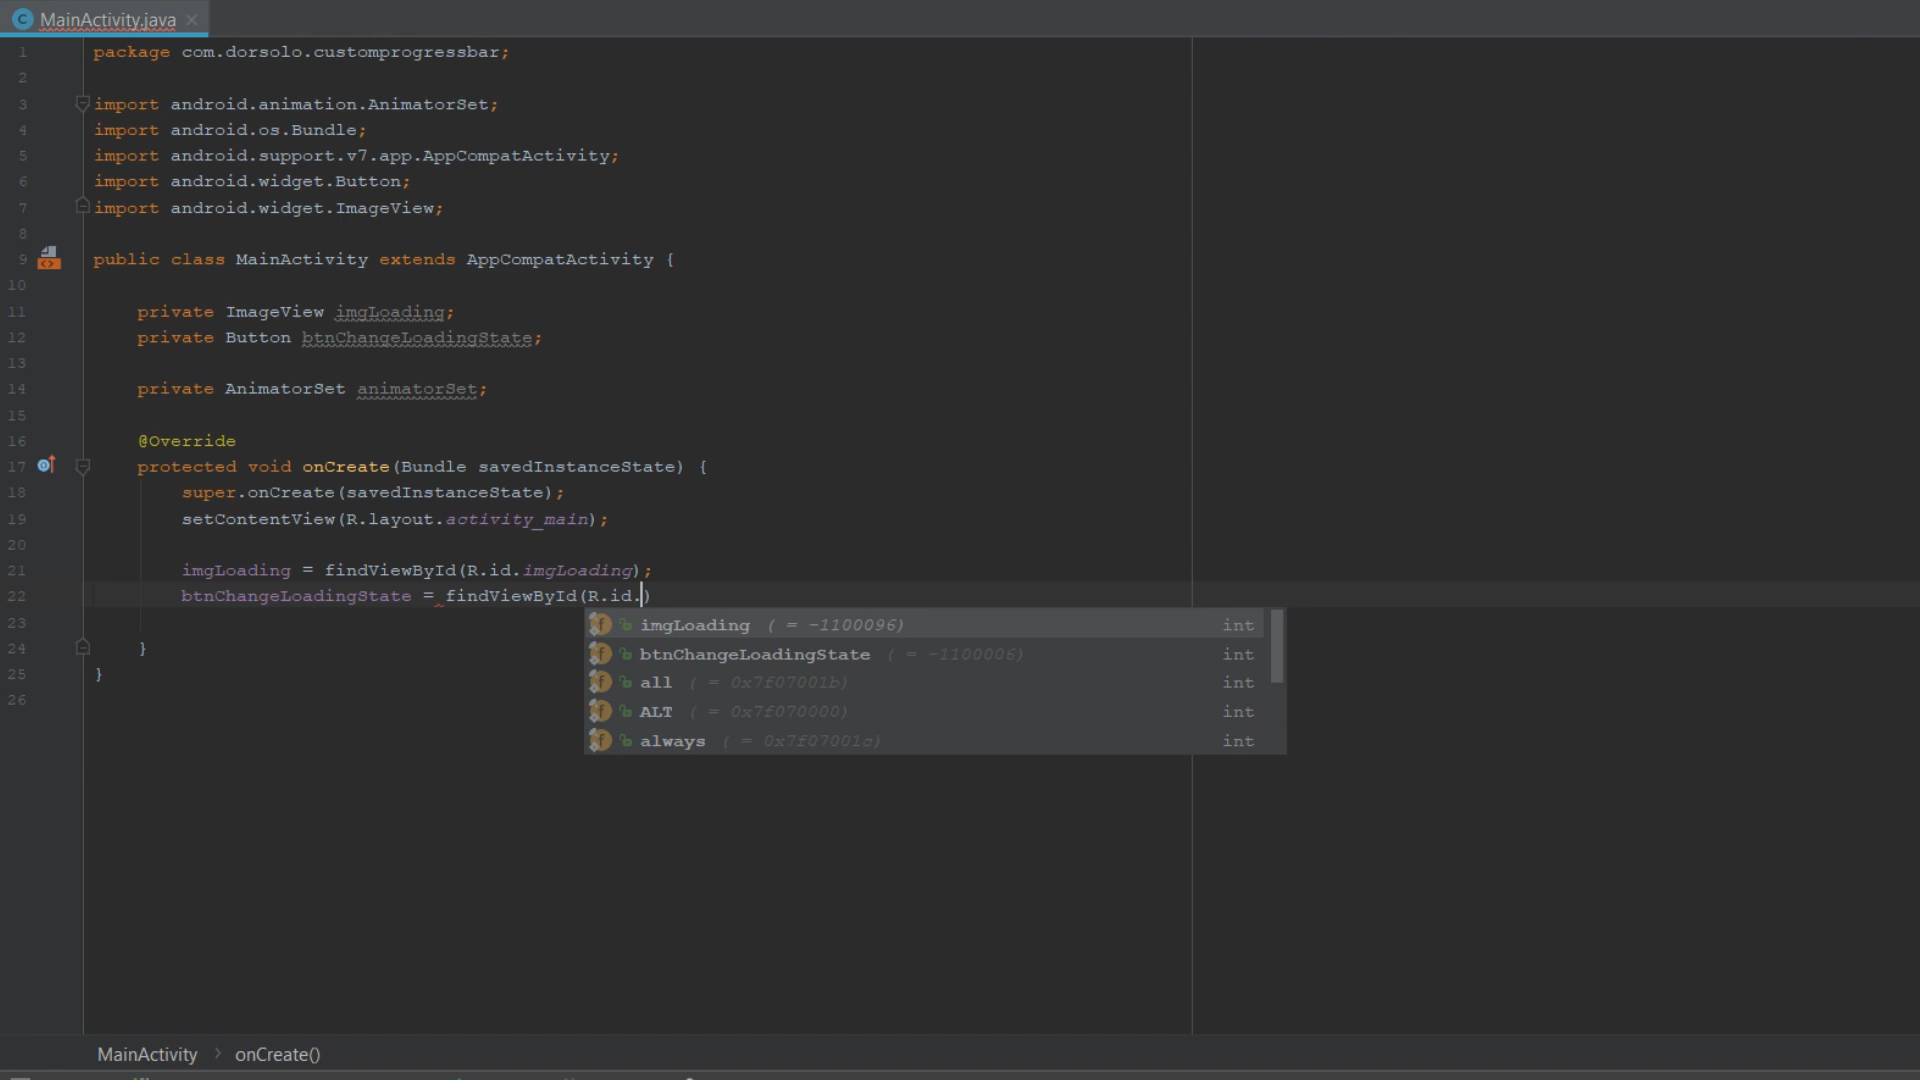 MainActivity.java
1 package com.dorsolo.customprogressbar;
2
3 import android.animation.AnimatorSet;
4 import android.os.Bundle;
5 import android.support.v7.app.AppCompatActivity;
6 import android.widget.Button;
7 import android.widget.ImageView;
8
9 public class MainActivity extends AppCompatActivity {
10
11 private ImageView imgLoading;
12 private Button btnChangeLoadingState;
13
14 private AnimatorSet animatorSet;
15
16 @Override
17 protected void onCreate(Bundle savedInstanceState) {
18 super.onCreate(savedInstanceState);
19 setContentView(R.layout.activity_main);
20
21 imgLoading = findViewById(R.id.imgLoading);
22 btnChangeLoadingState = findViewById(R.id.)
23
24 }
25 }
26
imgLoading ( = -1100096) int
btnChangeLoadingState ( = -1100006) int
all ( = 0x7f07001b) int
ALT ( = 0x7f070000) int
always ( = 0x7f07001c) int
MainActivity > onCreate()